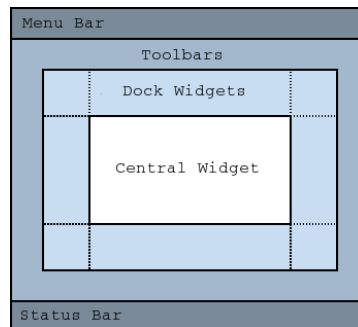 Menu Bar
Toolbars
Dock Widgets
Central Widget
Status Bar